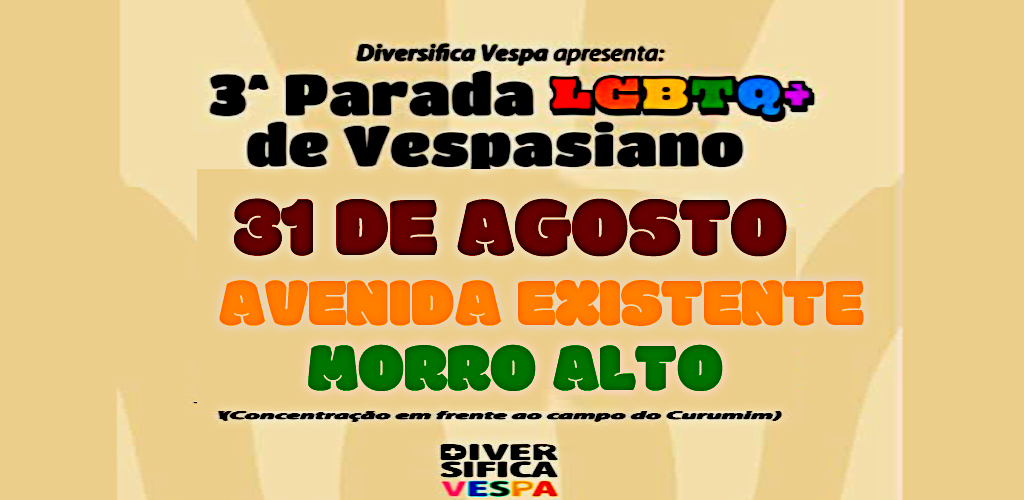 Diversifica Vespa apresenta:
3ª Parada LGBTQ+
de Vespasiano
31 DE AGOSTO
AVENIDA EXISTENTE
MORRO ALTO
(Concentração em frente ao campo do Curumim)
DIVER
SIFICA
VESPA